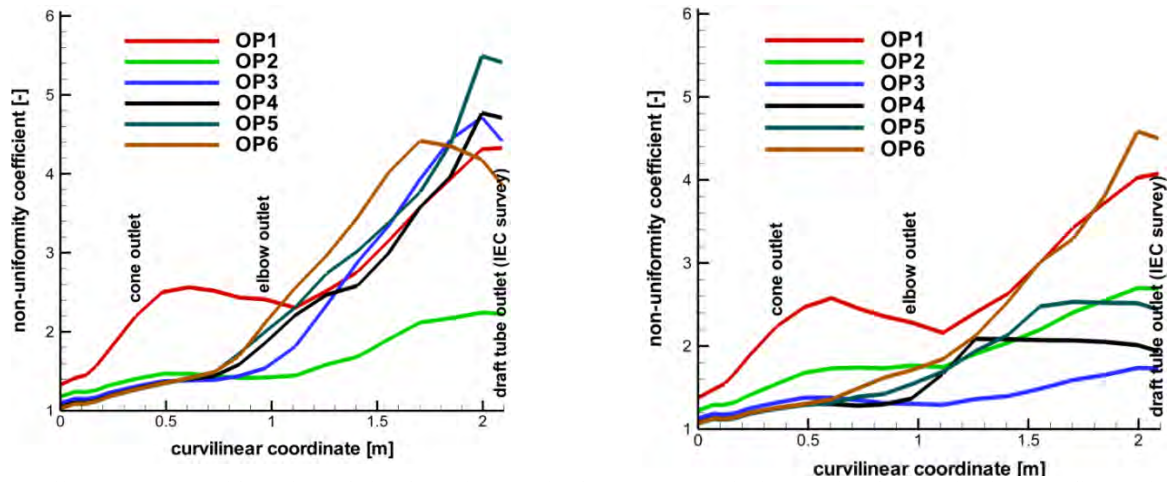 6
5
4
3
2
1
non-uniformity coefficient [-]
OP1
OP2
OP3
OP4
OP5
OP6
cone outlet
elbow outlet
draft tube outlet (IEC survey)
0
0.5
1
1.5
2
curvilinear coordinate [m]
6
5
4
3
2
1
non-uniformity coefficient [-]
OP1
OP2
OP3
OP4
OP5
OP6
cone outlet
elbow outlet
draft tube outlet (IEC survey)
0
0.5
1
1.5
2
curvilinear coordinate [m]